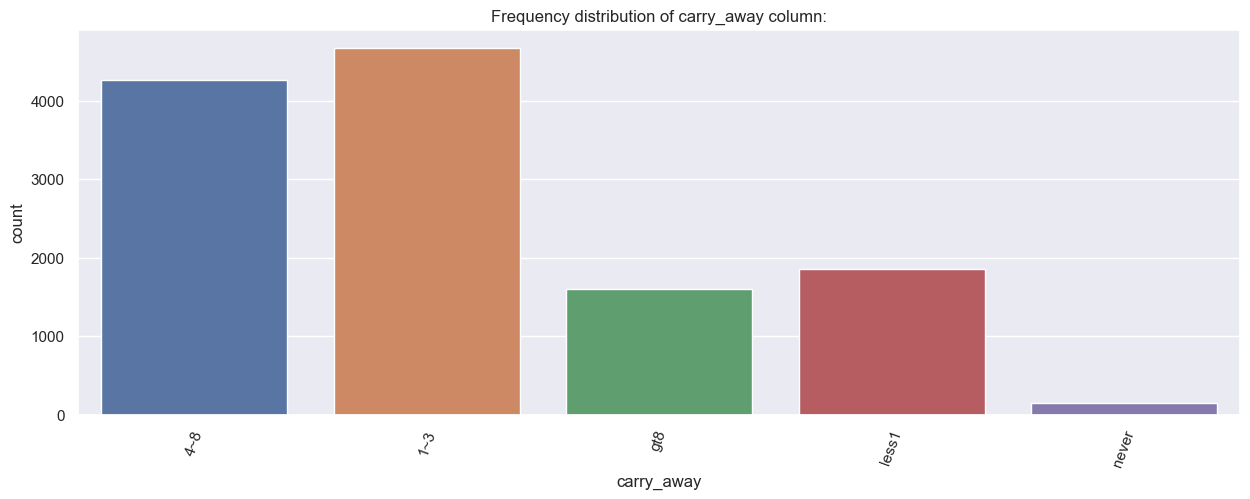 Frequency distribution of carry_away column:
count
4000
3000
2000
1000
0
4~8
1~3
gt8
less1
never
carry_away